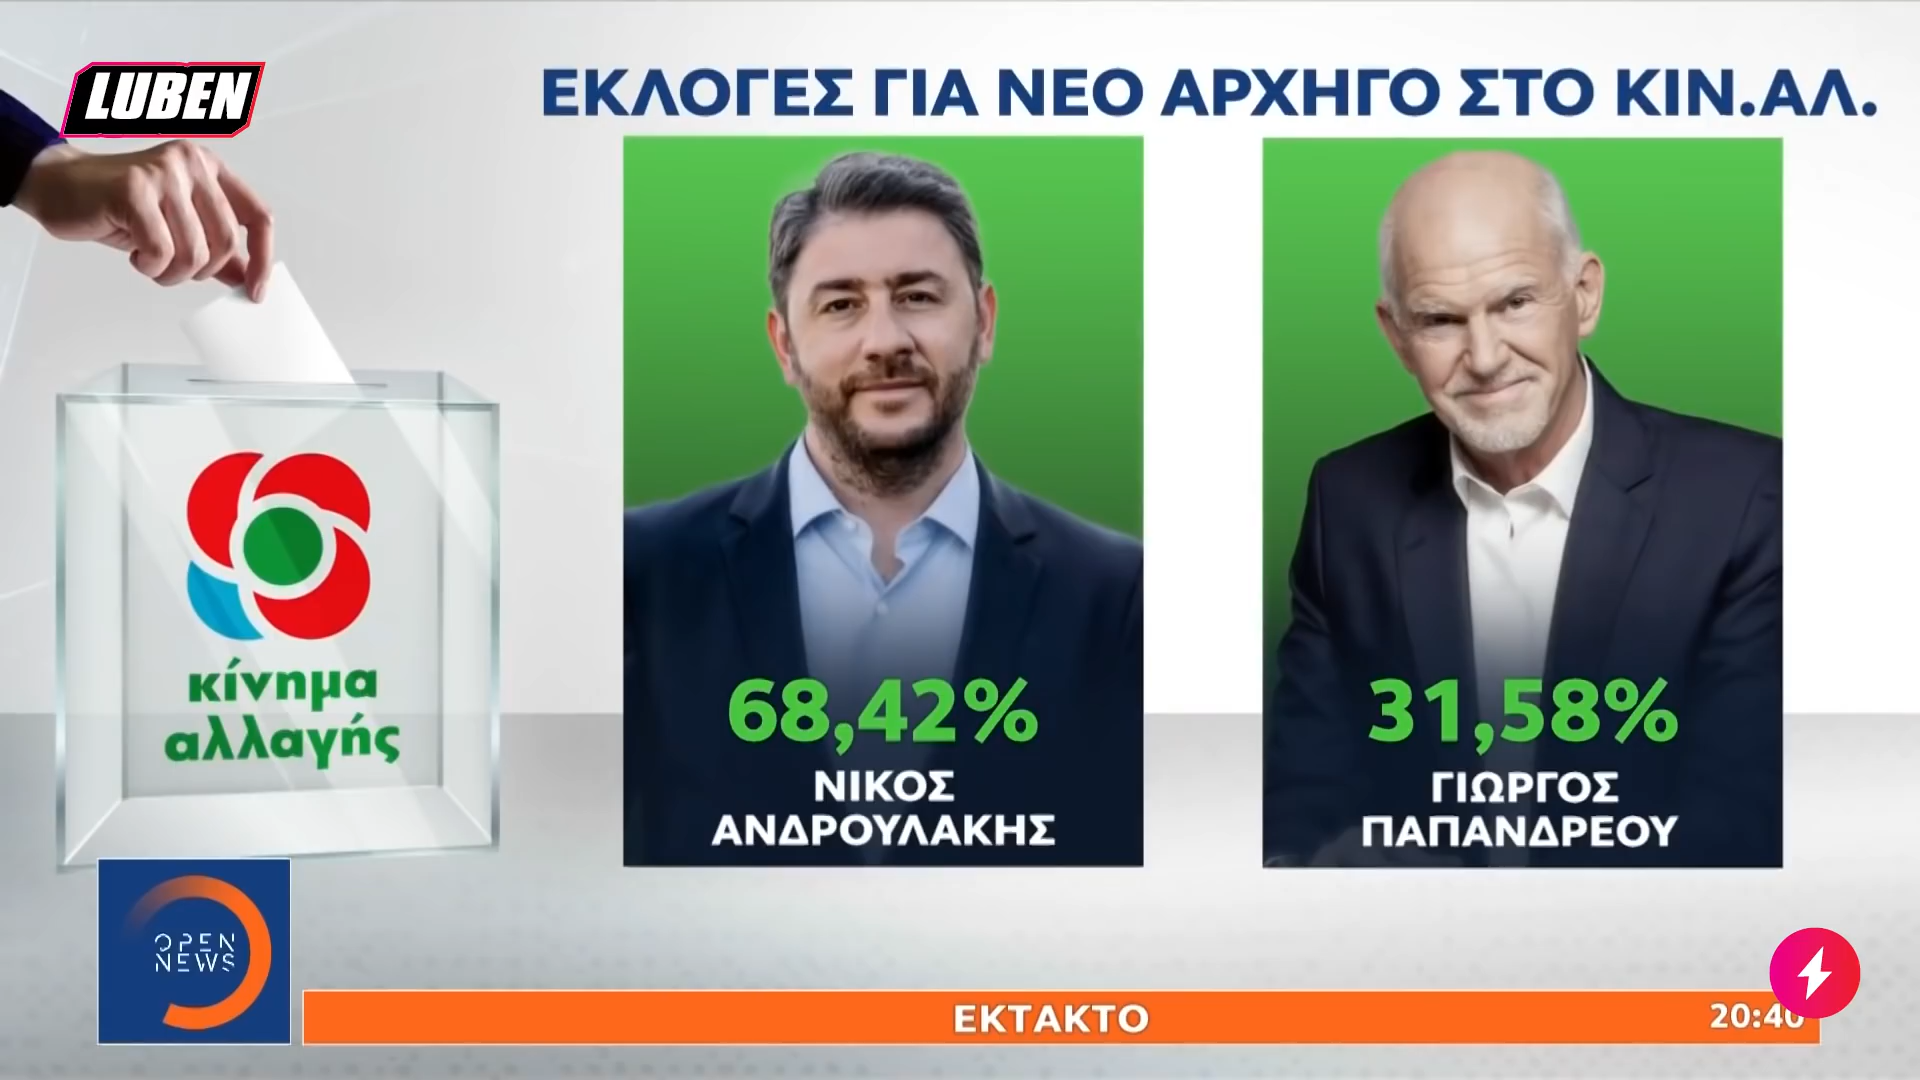 LUBEN
ΕΚΛΟΓΕΣ ΓΙΑ ΝΕΟ ΑΡΧΗΓΟ ΣΤΟ ΚΙΝ.ΑΛ.
κίνημα
αλλαγής
68,42%
ΝΙΚΟΣ
ΑΝΔΡΟΥΛΑΚΗΣ
31,58%
ΓΙΩΡΓΟΣ
ΠΑΠΑΝΔΡΕΟΥ
OPEN
NEWS
ΕΚΤΑΚΤΟ
20:40